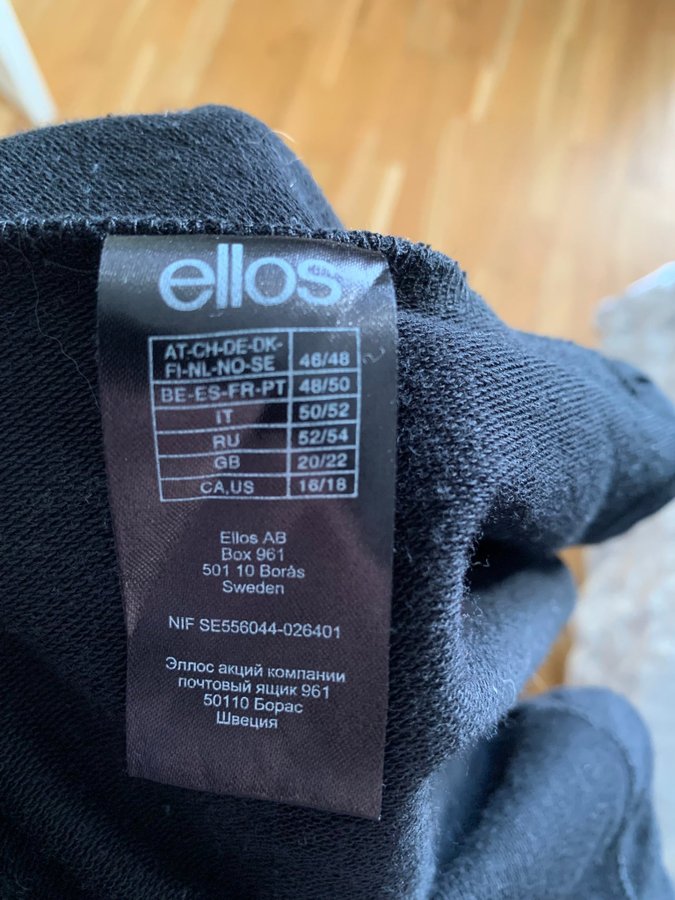 ellos
AT-CH-DE-DK-
FI-NL-NO-SE 46/48
BE-ES-FR-PT 48/50
IT 50/52
RU 52/54
GB 20/22
CA,US 16/18
Ellos AB
Box 961
501 10 Borås
Sweden
NIF SE556044-026401
Эллос акций компании
почтовый ящик 961
50110 Борас
Швеция